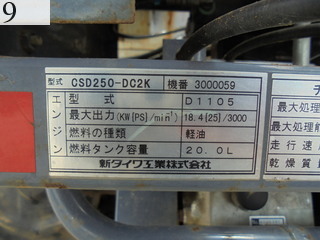 9
型式 CSD250-DC2K 機番 3000059
エンジン
型式 D1105
最大出力(KW[PS]/min⁻¹) 18.4[25]/3000
燃料の種類 軽油
燃料タンク容量 20.0L
新ダイワ工業株式会社
最大処理
最大処理
走行速
乾燥質